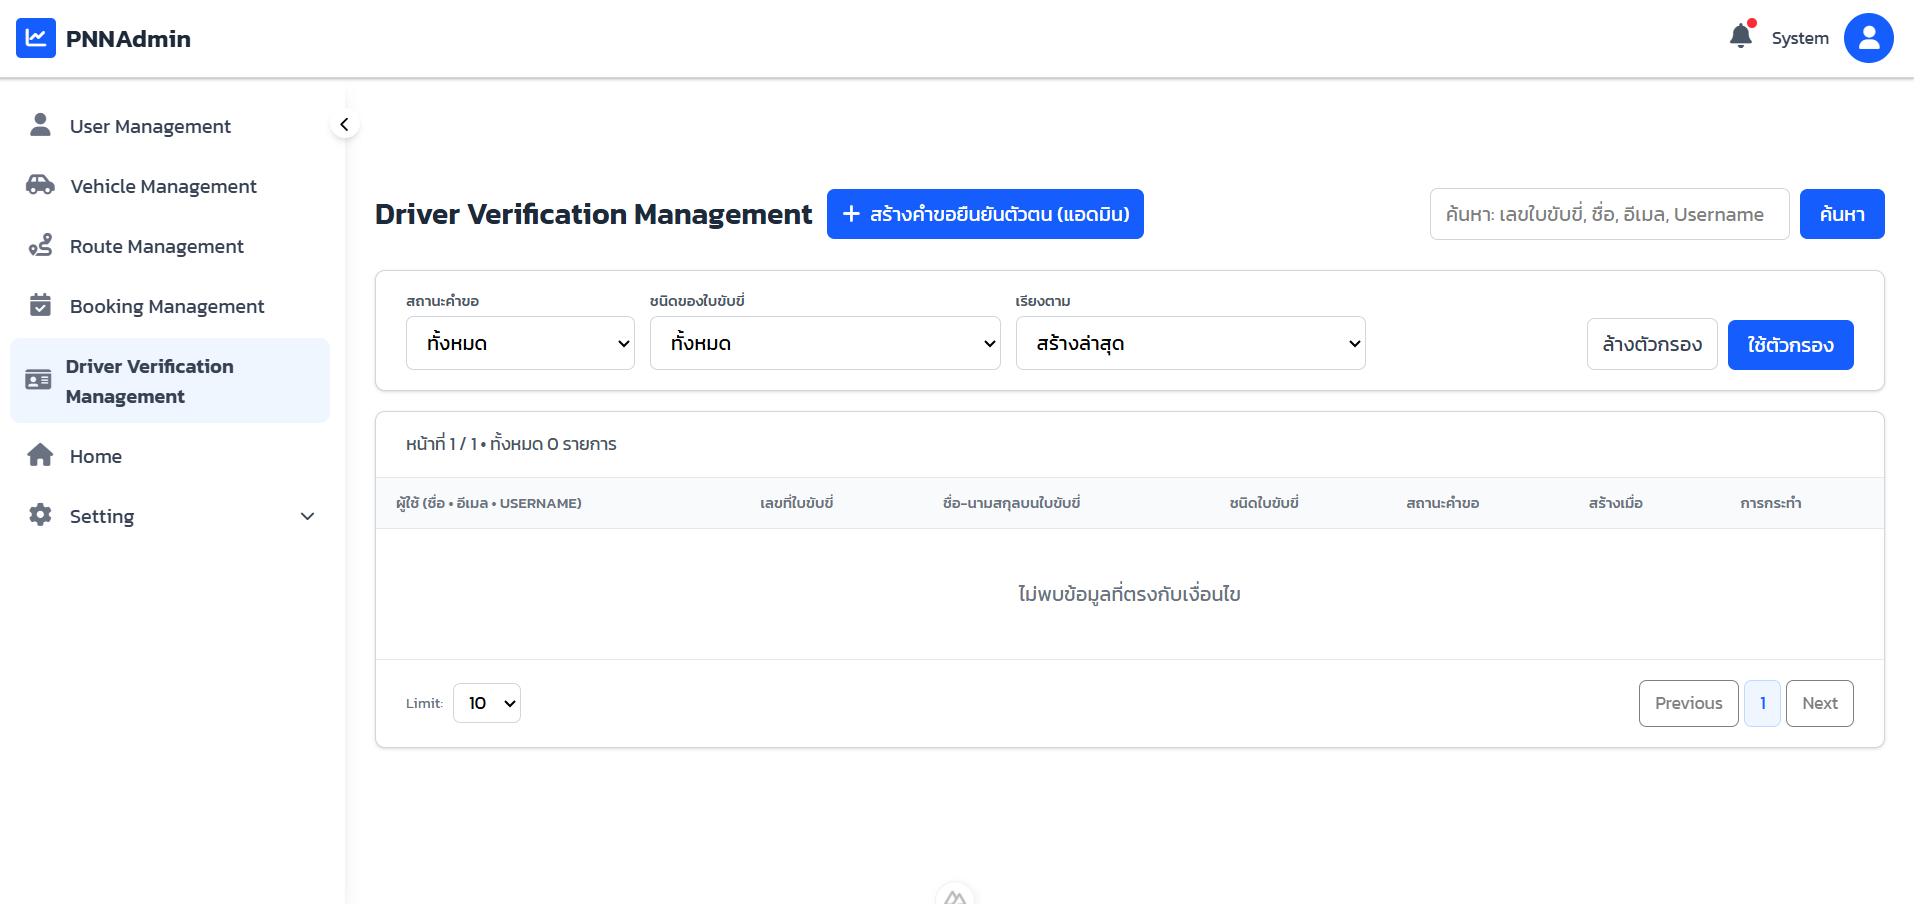 PNNAdmin
System
User Management
Vehicle Management
Route Management
Booking Management
Driver Verification
Management
Home
Setting
Driver Verification Management
สร้างคำขอยืนยันตัวตน (แอดมิน)
ค้นหา: เลขใบขับขี่, ชื่อ, อีเมล, Username
ค้นหา
สถานะคำขอ
ชนิดของใบขับขี่
เรียงตาม
ทั้งหมด
ทั้งหมด
สร้างล่าสุด
ล้างตัวกรอง
ใช้ตัวกรอง
หน้าที่ 1 / 1 • ทั้งหมด 0 รายการ
ผู้ใช้ (ชื่อ • อีเมล • USERNAME)
เลขที่ใบขับขี่
ชื่อ-นามสกุลบนใบขับขี่
ชนิดใบขับขี่
สถานะคำขอ
สร้างเมื่อ
การกระทำ
ไม่พบข้อมูลที่ตรงกับเงื่อนไข
Limit:
10
Previous
1
Next